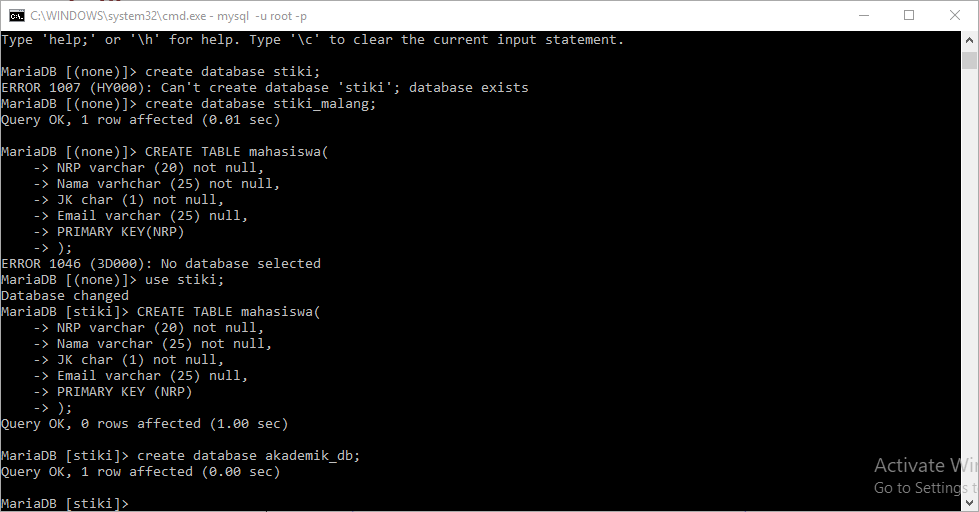 C:\WINDOWS\system32\cmd.exe - mysql -u root -p
Type 'help;' or '\h' for help. Type '\c' to clear the current input statement.
MariaDB [(none)]> create database stiki;
ERROR 1007 (HY000): Can't create database 'stiki'; database exists
MariaDB [(none)]> create database stiki_malang;
Query OK, 1 row affected (0.01 sec)
MariaDB [(none)]> CREATE TABLE mahasiswa(
    -> NRP varchar (20) not null,
    -> Nama varhchar (25) not null,
    -> JK char (1) not null,
    -> Email varchar (25) null,
    -> PRIMARY KEY(NRP)
    -> );
ERROR 1046 (3D000): No database selected
MariaDB [(none)]> use stiki;
Database changed
MariaDB [stiki]> CREATE TABLE mahasiswa(
    -> NRP varchar (20) not null,
    -> Nama varchar (25) not null,
    -> JK char (1) not null,
    -> Email varchar (25) null,
    -> PRIMARY KEY (NRP)
    -> );
Query OK, 0 rows affected (1.00 sec)
MariaDB [stiki]> create database akademik_db;
Query OK, 1 row affected (0.00 sec)
MariaDB [stiki]>
Activate Wi
Go to Settings t